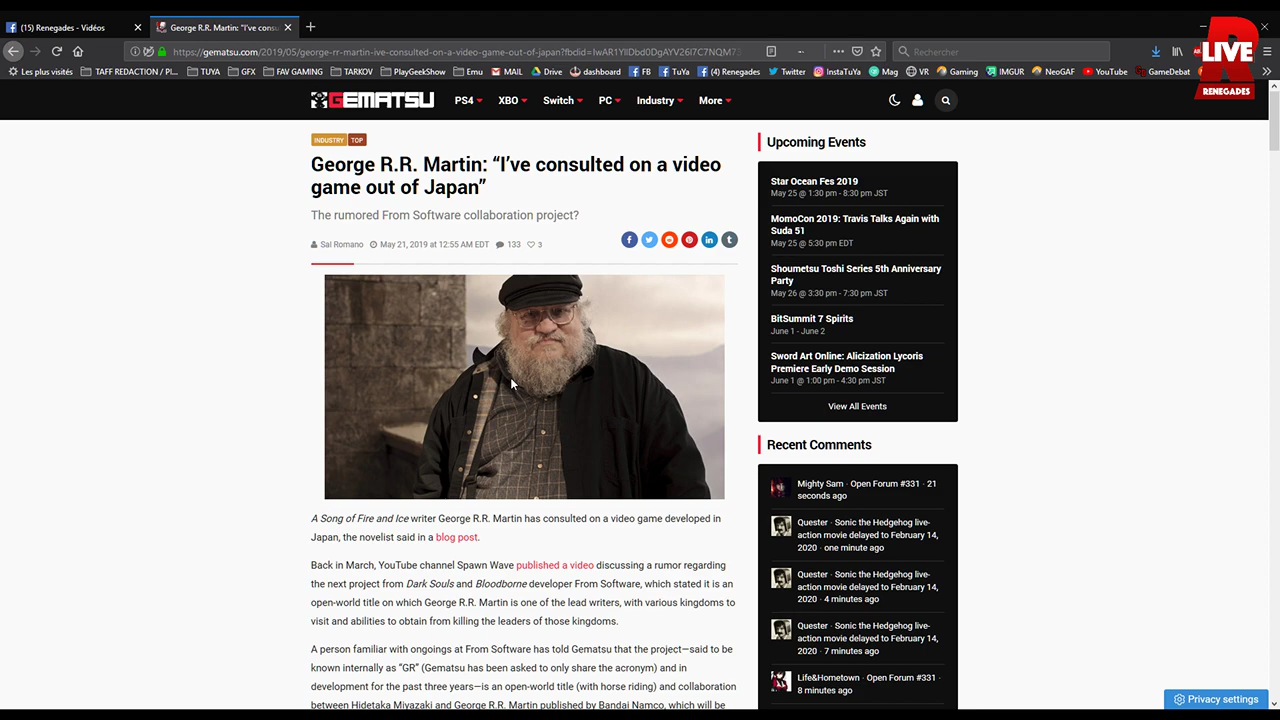 (15) Renegades - Vidéos
George R.R. Martin: “I’ve consu
https://gematsu.com/2019/05/george-rr-martin-ive-consulted-on-a-video-game-out-of-japan?fbclid=
Rechercher
Les plus visités
TAFF REDACTION / PL...
TUYA
GFX
FAV GAMING
TARKOV
PlayGeekShow
Emu
MAIL
Drive
dashboard
FB
TuYa
(4) Renegades
Twitter
InstaTuYa
Mag
VR
Gaming
IMGUR
NeoGAF
YouTube
GameDebat
LIVE
RENEGADES
GEMATSU
PS4
XBO
Switch
PC
Industry
More
INDUSTRY TOP
George R.R. Martin: “I’ve consulted on a video
game out of Japan”
The rumored From Software collaboration project?
Sal Romano May 21, 2019 at 12:55 AM EDT 133 3
A Song of Fire and Ice writer George R.R. Martin has consulted on a video game developed in
Japan, the novelist said in a blog post.
Back in March, YouTube channel Spawn Wave published a video discussing a rumor regarding
the next project from Dark Souls and Bloodborne developer From Software, which stated it is an
open-world title on which George R.R. Martin is one of the lead writers, with various kingdoms to
visit and abilities to obtain from killing the leaders of those kingdoms.
A person familiar with ongoings at From Software has told Gematsu that the project—said to be
known internally as “GR” (Gematsu has been asked to only share the acronym) and in
development for the past three years—is an open-world title (with horse riding) and collaboration
between Hidetaka Miyazaki and George R.R. Martin published by Bandai Namco, which will be
Upcoming Events
Star Ocean Fes 2019
May 25 @ 1:30 pm - 8:30 pm JST
MomoCon 2019: Travis Talks Again with
Suda 51
May 25 @ 5:30 pm EDT
Shoumetsu Toshi Series 5th Anniversary
Party
May 26 @ 3:30 pm - 7:30 pm JST
BitSummit 7 Spirits
June 1 - June 2
Sword Art Online: Alicization Lycoris
Premiere Early Demo Session
June 1 @ 1:00 pm - 4:30 pm JST
View All Events
Recent Comments
Mighty Sam · Open Forum #331 · 21
seconds ago
Quester · Sonic the Hedgehog live-
action movie delayed to February 14,
2020 · one minute ago
Quester · Sonic the Hedgehog live-
action movie delayed to February 14,
2020 · 4 minutes ago
Quester · Sonic the Hedgehog live-
action movie delayed to February 14,
2020 · 7 minutes ago
Life&Hometown · Open Forum #331 ·
8 minutes ago
Privacy settings